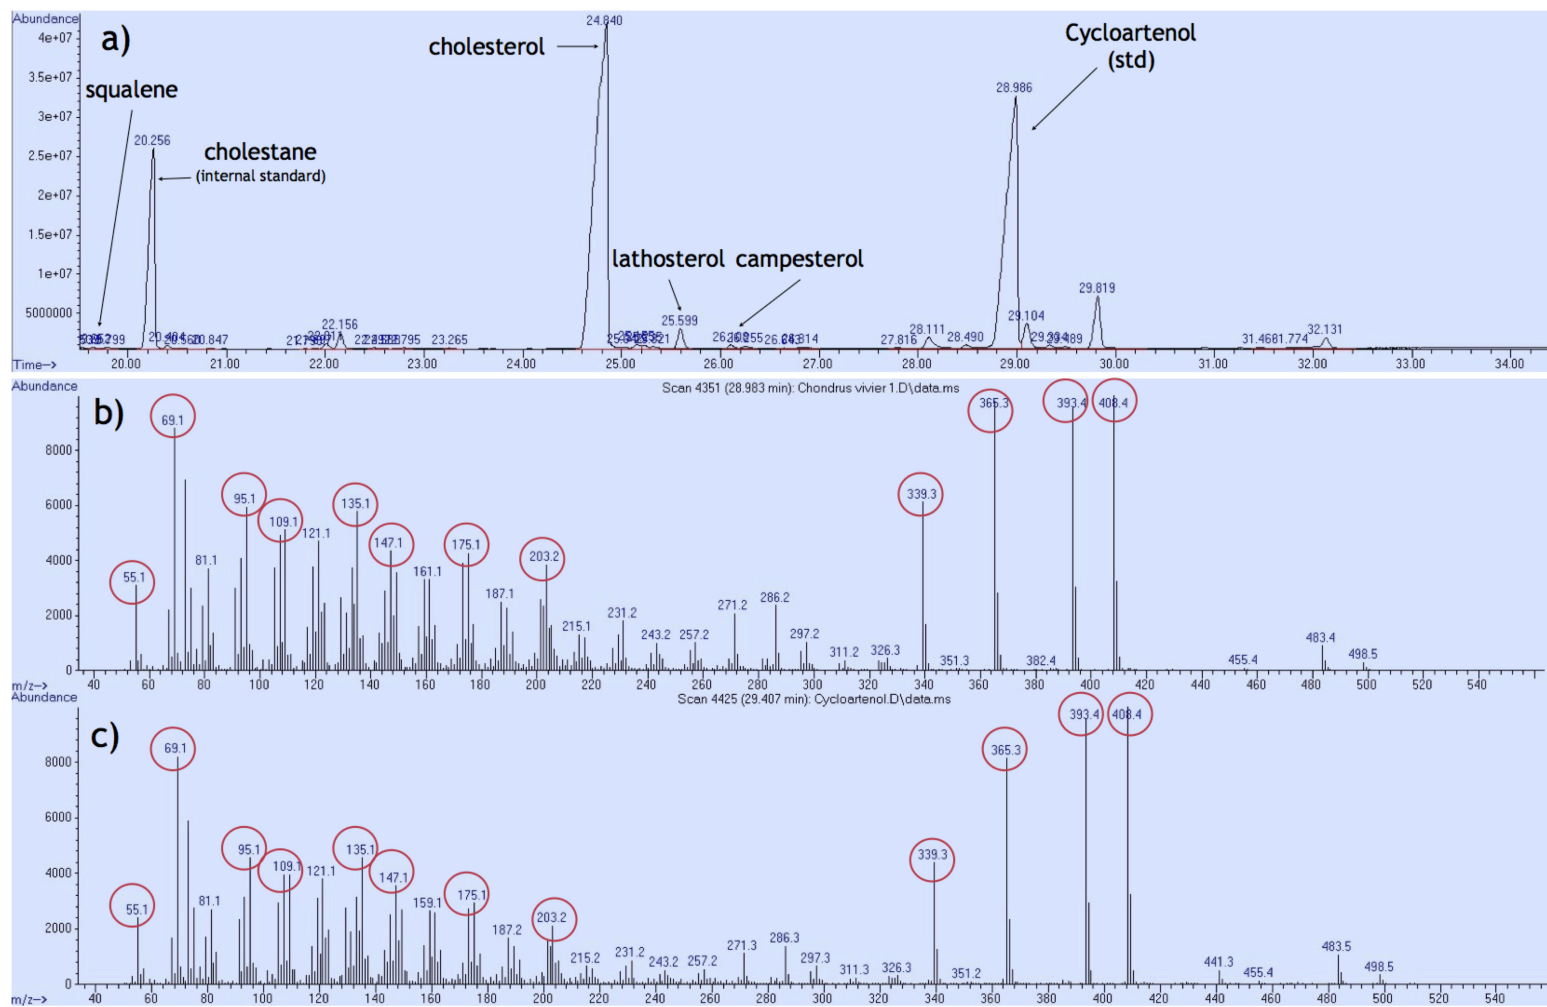 Abundance
a)
4e+07
3.5e+07
3e+07
2.5e+07
2e+07
1.5e+07
1e+07
5000000
squalene
cholestane
(internal standard)
cholesterol
lathosterol campesterol
Cycloartenol
(std)
20.256
20.847
22.156
23.265
24.840
25.599
27.816
28.111
28.490
28.986
29.104
29.819
31.774
32.131
Time-->
20.00 21.00 22.00 23.00 24.00 25.00 26.00 27.00 28.00 29.00 30.00 31.00 32.00 33.00 34.00
Abundance
Scan 4351 (28.983 min): Chondrus vivier 1.D\data.ms
b)
8000
6000
4000
2000
0
55.1 69.1 81.1 95.1 109.1 121.1 135.1 147.1 161.1 175.1 187.1 203.2 215.1 231.2 243.2 257.2 271.2 286.2 297.2 311.2 326.3 339.3 351.3 365.3 382.4 393.4 408.4 455.4 483.4 498.5
m/z-->
40 60 80 100 120 140 160 180 200 220 240 260 280 300 320 340 360 380 400 420 440 460 480 500 520 540
Abundance
Scan 4425 (29.407 min): Cycloartenol.D\data.ms
c)
8000
6000
4000
2000
0
55.1 69.1 81.1 95.1 109.1 121.1 135.1 147.1 159.1 175.1 187.2 203.2 215.2 231.2 243.2 257.2 271.3 286.3 297.3 311.3 326.3 339.3 351.2 365.3 393.4 408.4 441.3 455.4 483.5 498.5
m/z-->
40 60 80 100 120 140 160 180 200 220 240 260 280 300 320 340 360 380 400 420 440 460 480 500 520 540